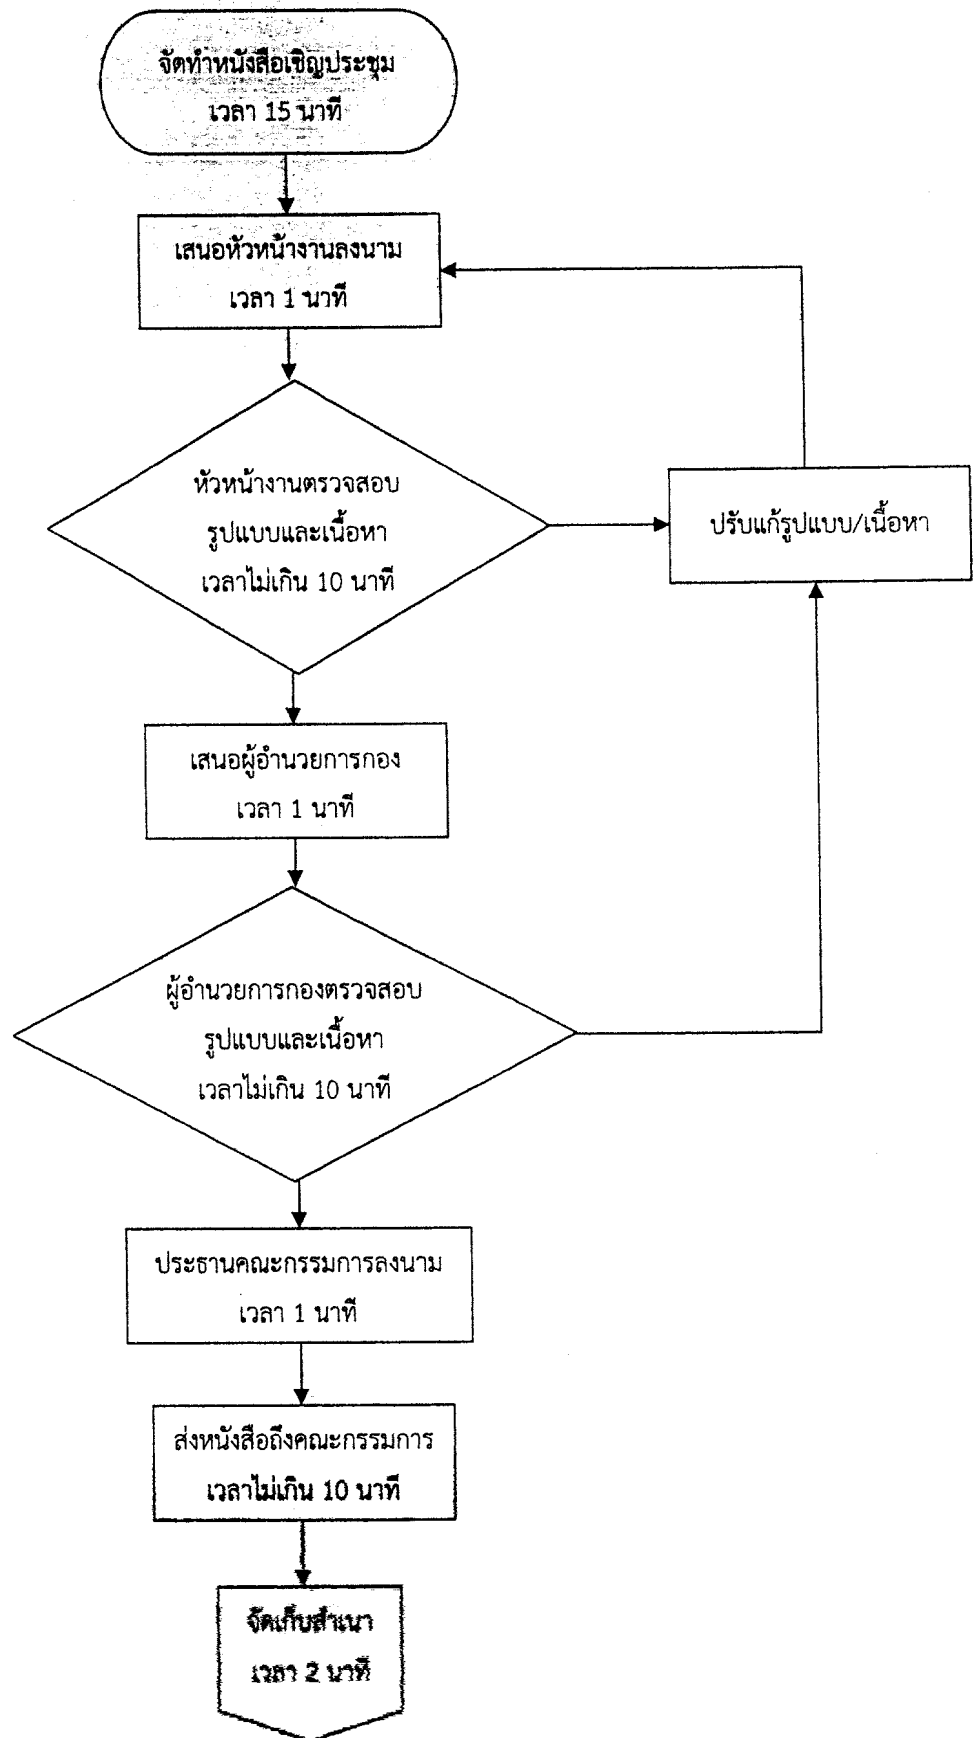 จัดทำหนังสือเชิญประชุม
เวลา 15 นาที
เสนอหัวหน้างานลงนาม
เวลา 1 นาที
หัวหน้างานตรวจสอบ
รูปแบบและเนื้อหา
เวลาไม่เกิน 10 นาที
ปรับแก้รูปแบบ/เนื้อหา
เสนอผู้อำนวยการกอง
เวลา 1 นาที
ผู้อำนวยการกองตรวจสอบ
รูปแบบและเนื้อหา
เวลาไม่เกิน 10 นาที
ประธานคณะกรรมการลงนาม
เวลา 1 นาที
ส่งหนังสือถึงคณะกรรมการ
เวลาไม่เกิน 10 นาที
จัดเก็บสำเนา
เวลา 2 นาที